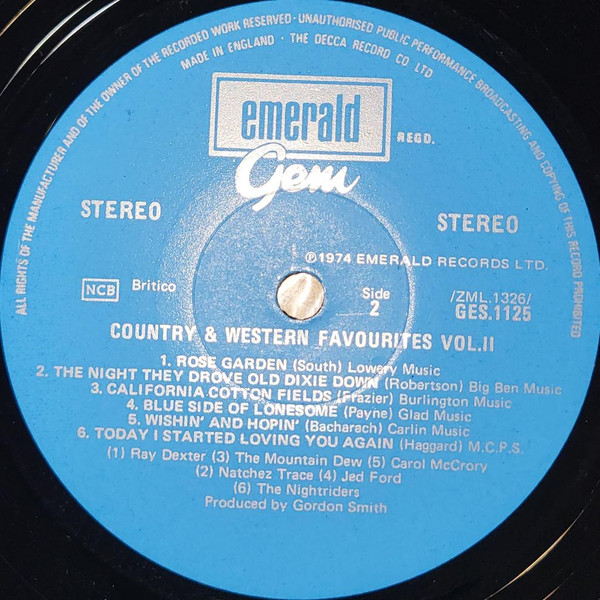 ALL RIGHTS OF THE MANUFACTURER AND OF THE OWNER OF THE RECORDED WORK RESERVED · UNAUTHORISED PUBLIC PERFORMANCE BROADCASTING AND COPYING OF THIS RECORD PROHIBITED
MADE IN ENGLAND · THE DECCA RECORD CO LTD
emerald
REGD.
Gem
STEREO
STEREO
℗1974 EMERALD RECORDS LTD.
NCB Britico
Side
2
/ZML.1326/
GES.1125
COUNTRY & WESTERN FAVOURITES VOL.II
1. ROSE GARDEN (South) Lowery Music
2. THE NIGHT THEY DROVE OLD DIXIE DOWN (Robertson) Big Ben Music
3. CALIFORNIA COTTON FIELDS (Frazier) Burlington Music
4. BLUE SIDE OF LONESOME (Payne) Glad Music
5. WISHIN' AND HOPIN' (Bacharach) Carlin Music
6. TODAY I STARTED LOVING YOU AGAIN (Haggard) M.C.P.S.
(1) Ray Dexter (3) The Mountain Dew (5) Carol McCrory
(2) Natchez Trace (4) Jed Ford
(6) The Nightriders
Produced by Gordon Smith